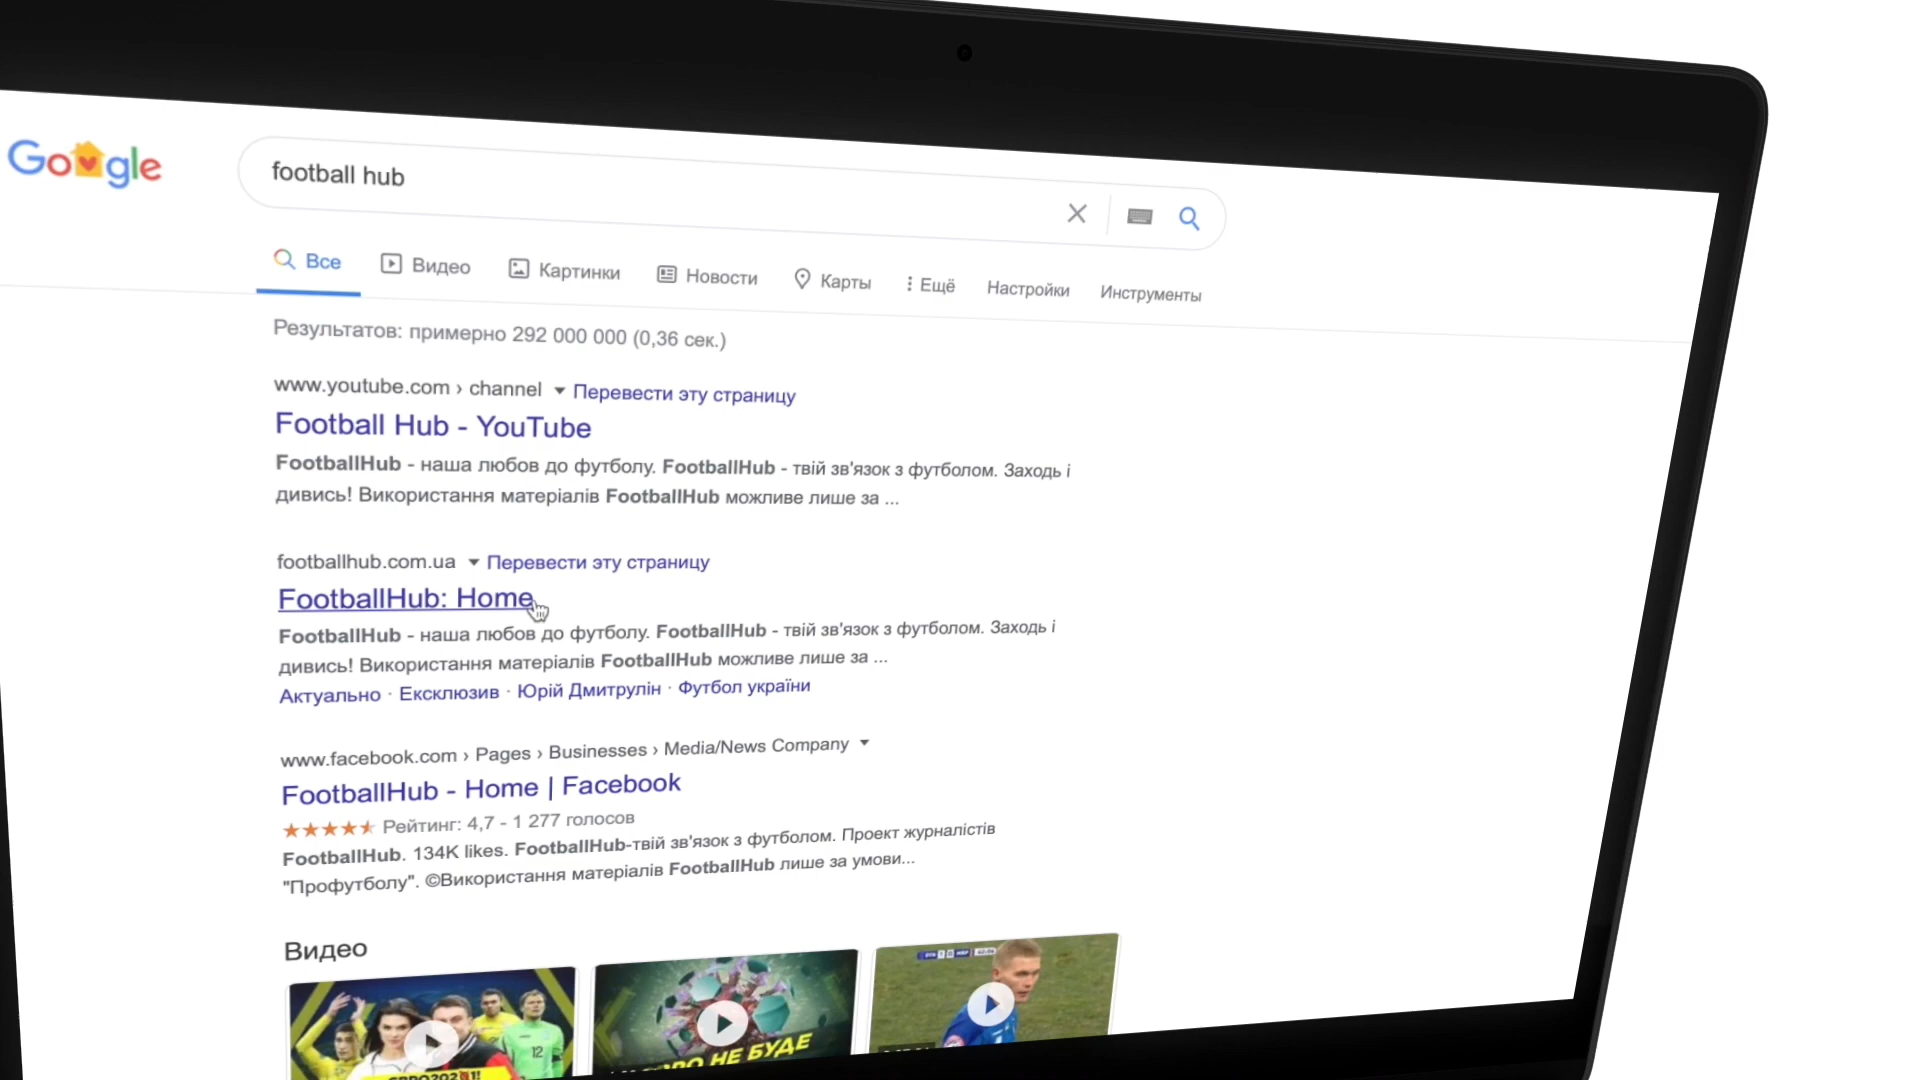 Google
football hub
Все Видео Картинки Новости Карты Ещё Настройки Инструменты
Результатов: примерно 292 000 000 (0,36 сек.)
www.youtube.com › channel Перевести эту страницу
Football Hub - YouTube
FootballHub - наша любов до футболу. FootballHub - твій зв'язок з футболом. Заходь і
дивись! Використання матеріалів FootballHub можливе лише за ...
footballhub.com.ua Перевести эту страницу
FootballHub: Home
FootballHub - наша любов до футболу. FootballHub - твій зв'язок з футболом. Заходь і
дивись! Використання матеріалів FootballHub можливе лише за ...
Актуально · Ексклюзив · Юрій Дмитрулін · Футбол україни
www.facebook.com › Pages › Businesses › Media/News Company
FootballHub - Home | Facebook
Рейтинг: 4,7 - 1 277 голосов
FootballHub. 134K likes. FootballHub-твій зв'язок з футболом. Проект журналістів
"Профутболу". ©Використання матеріалів FootballHub лише за умови...
Видео
12
НЕ БУДЕ